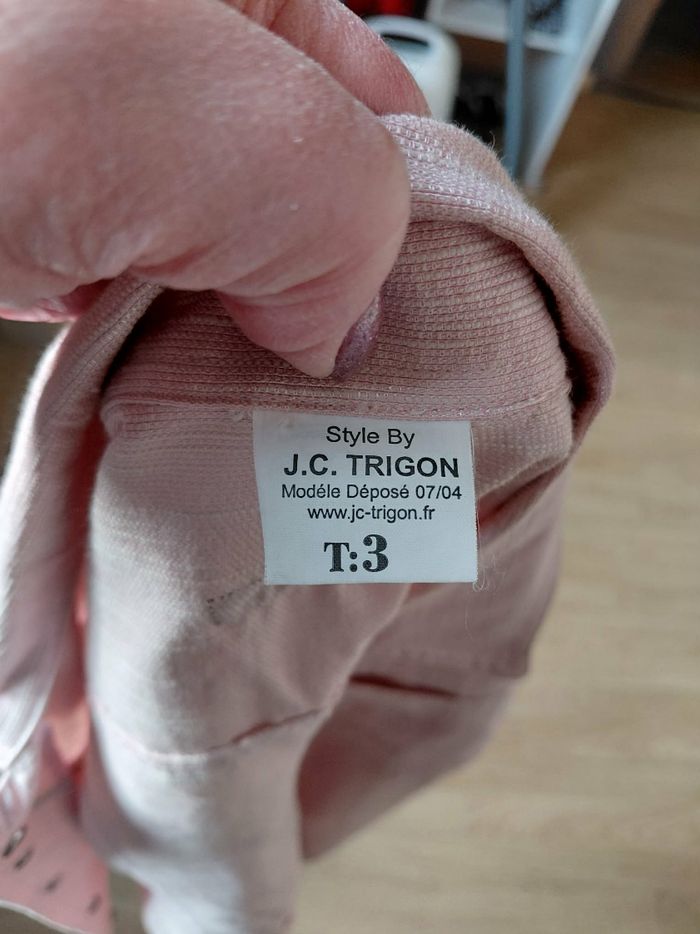 Style By
J.C. TRIGON
Modéle Déposé 07/04
www.jc-trigon.fr
T:3